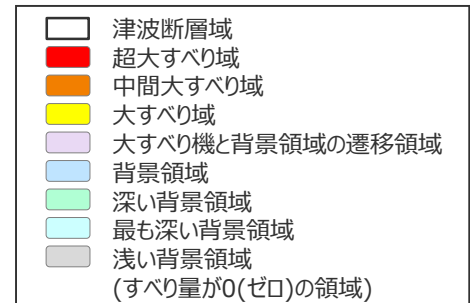 津波断層域
超大すべり域
中間大すべり域
大すべり域
大すべり機と背景領域の遷移領域
背景領域
深い背景領域
最も深い背景領域
浅い背景領域
(すべり量が0(ゼロ)の領域)